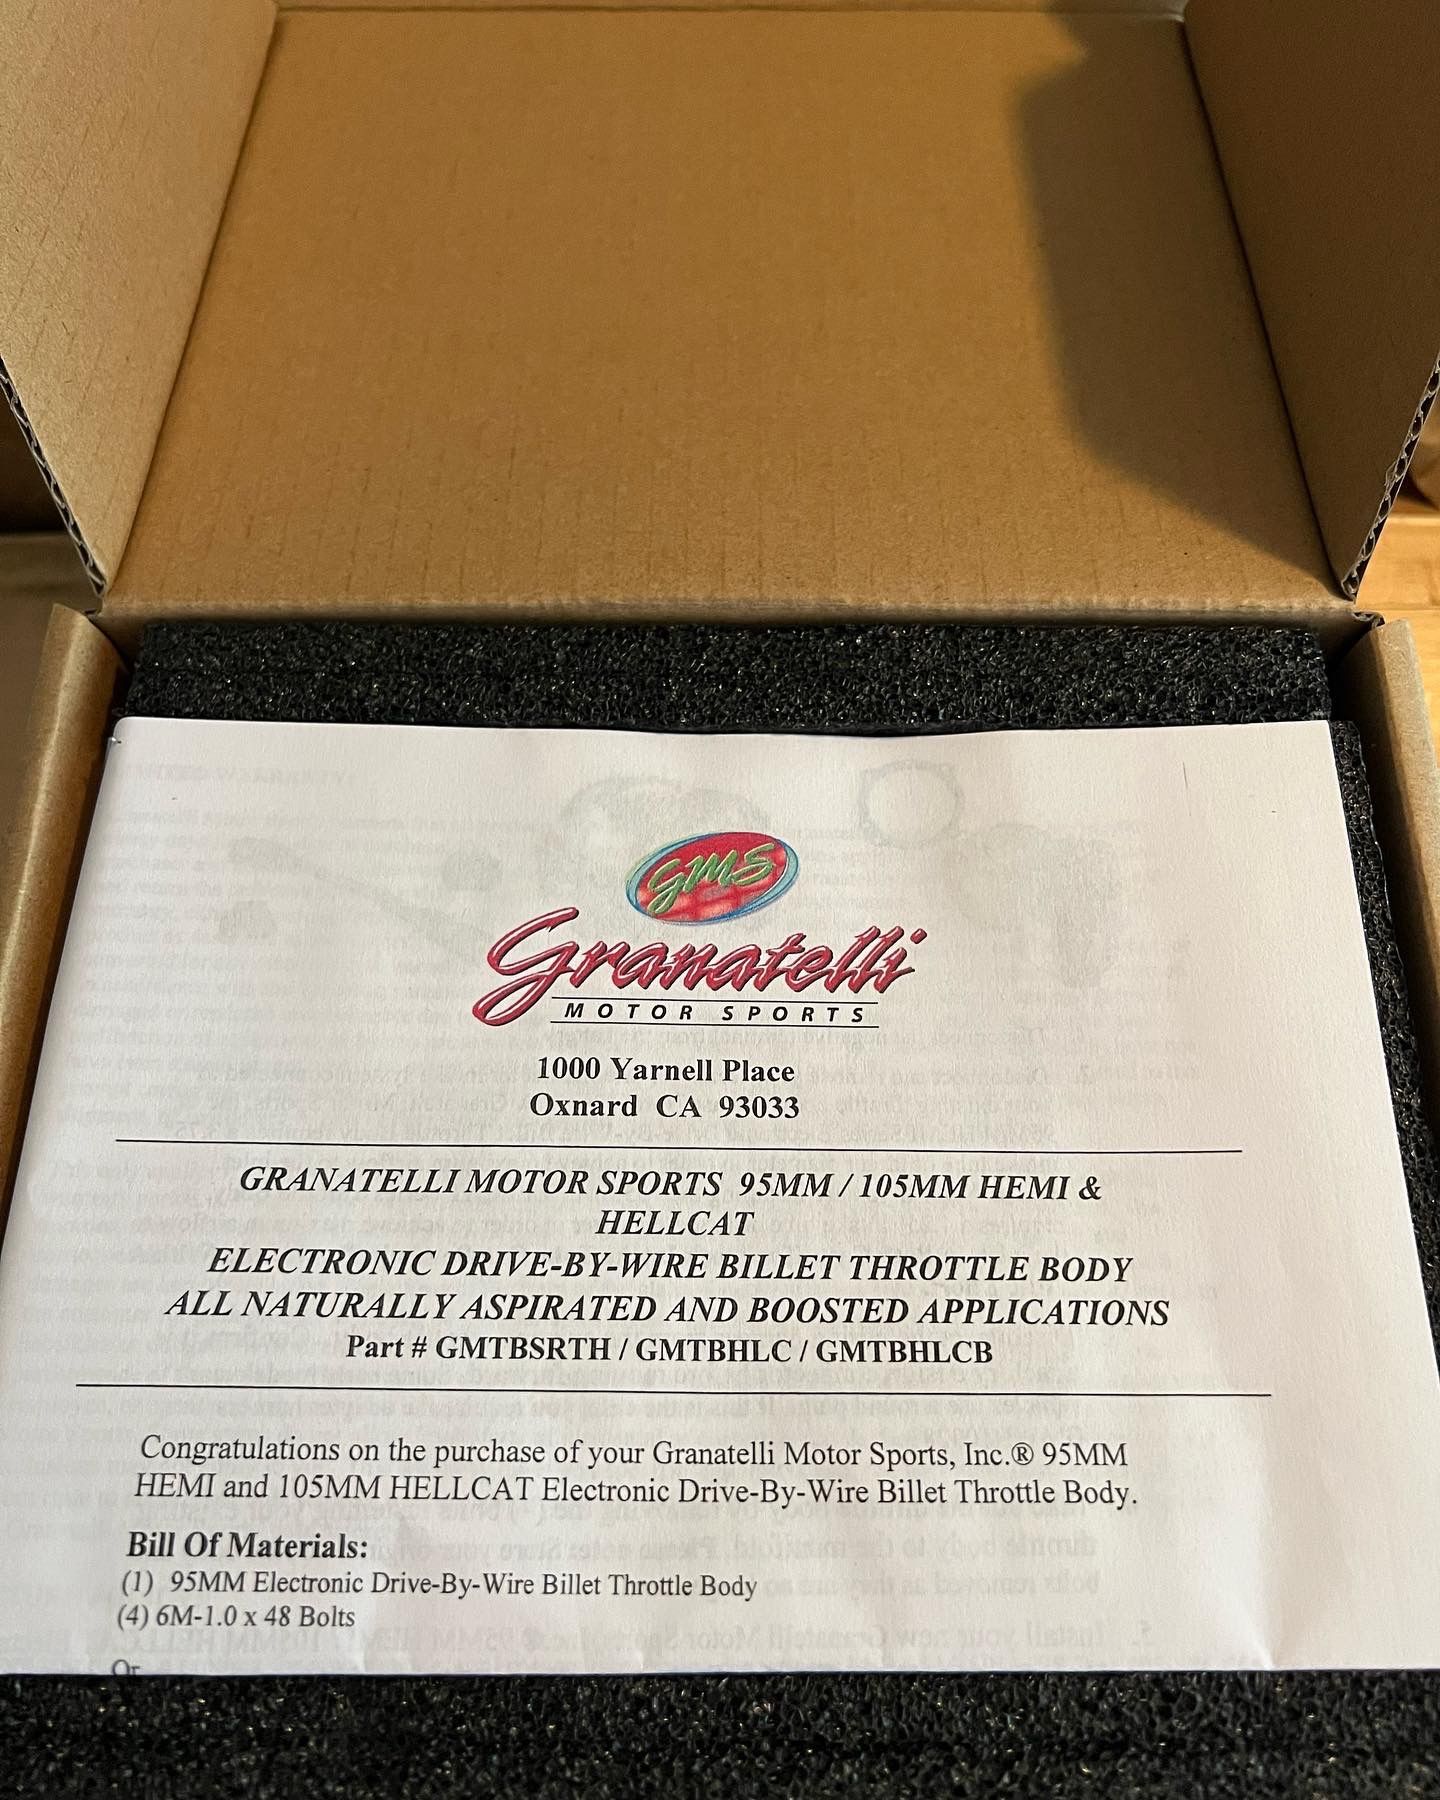 GMS
Granatelli
MOTOR SPORTS
1000 Yarnell Place
Oxnard CA 93033
GRANATELLI MOTOR SPORTS 95MM / 105MM HEMI &
HELLCAT
ELECTRONIC DRIVE-BY-WIRE BILLET THROTTLE BODY
ALL NATURALLY ASPIRATED AND BOOSTED APPLICATIONS
Part # GMTBSRTH / GMTBHLC / GMTBHLCB
Congratulations on the purchase of your Granatelli Motor Sports, Inc.® 95MM
HEMI and 105MM HELLCAT Electronic Drive-By-Wire Billet Throttle Body.
Bill Of Materials:
(1) 95MM Electronic Drive-By-Wire Billet Throttle Body
(4) 6M-1.0 x 48 Bolts
Or